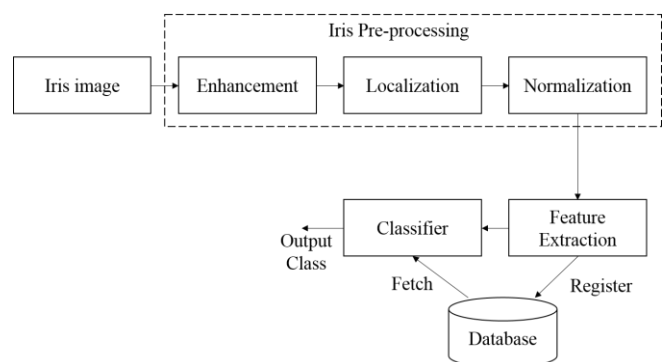 Iris Pre-processing
Iris image
Enhancement
Localization
Normalization
Output
Class
Classifier
Feature
Extraction
Fetch
Register
Database